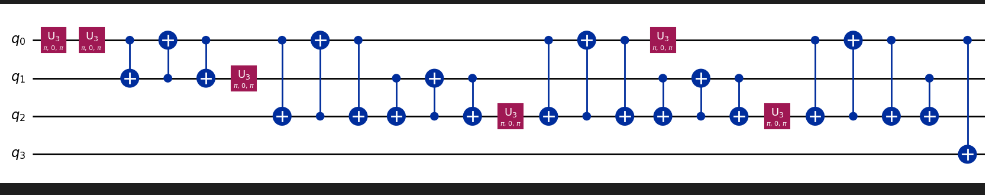 q0 U3 π, 0, π U3 π, 0, π U3 π, 0, π
q1 U3 π, 0, π
q2 U3 π, 0, π U3 π, 0, π
q3